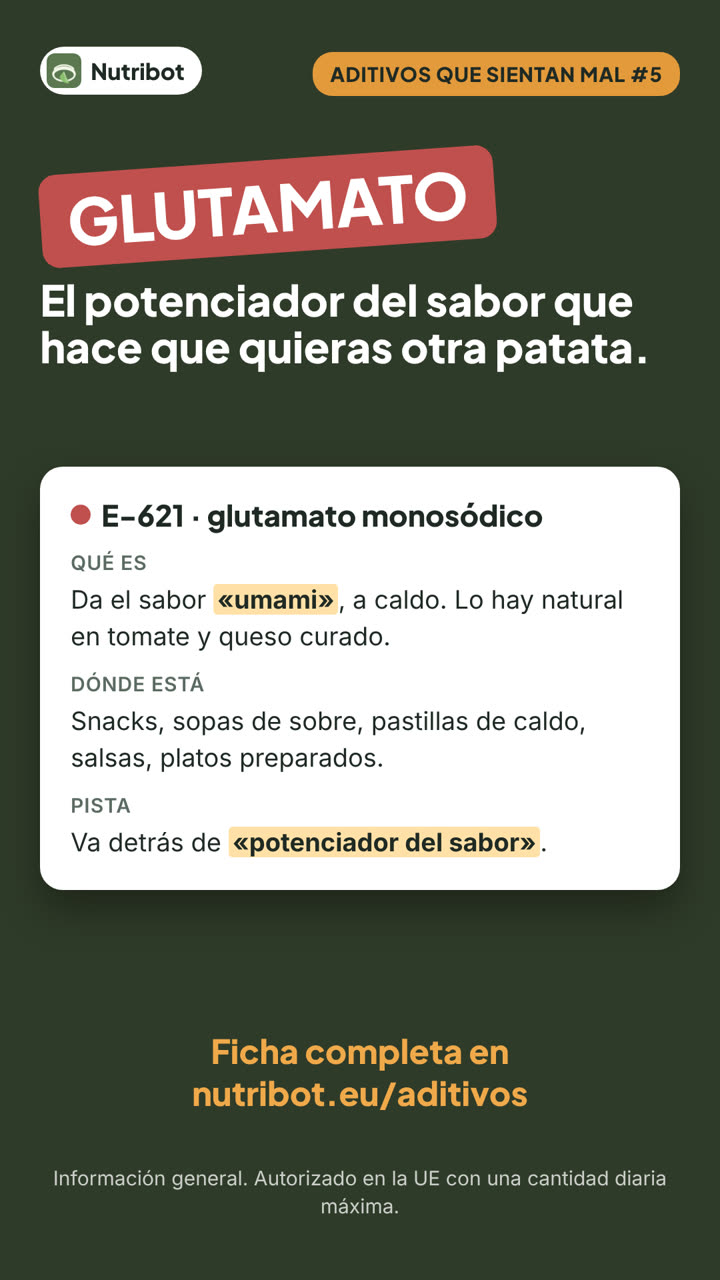 Nutribot
ADITIVOS QUE SIENTAN MAL #5
GLUTAMATO
El potenciador del sabor que
hace que quieras otra patata.
E-621 · glutamato monosódico
QUÉ ES
Da el sabor «umami», a caldo. Lo hay natural
en tomate y queso curado.
DÓNDE ESTÁ
Snacks, sopas de sobre, pastillas de caldo,
salsas, platos preparados.
PISTA
Va detrás de «potenciador del sabor».
Ficha completa en
nutribot.eu/aditivos
Información general. Autorizado en la UE con una cantidad diaria
máxima.